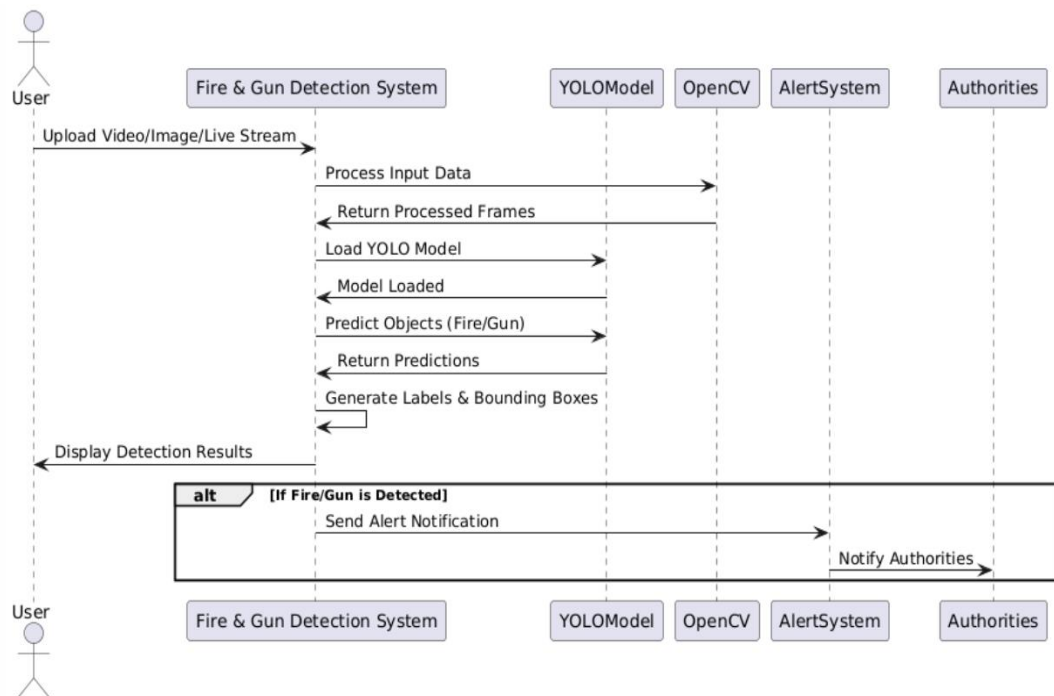 User
Fire & Gun Detection System
YOLOModel
OpenCV
AlertSystem
Authorities
Upload Video/Image/Live Stream
Process Input Data
Return Processed Frames
Load YOLO Model
Model Loaded
Predict Objects (Fire/Gun)
Return Predictions
Generate Labels & Bounding Boxes
Display Detection Results
alt [If Fire/Gun is Detected]
Send Alert Notification
Notify Authorities
User
Fire & Gun Detection System
YOLOModel
OpenCV
AlertSystem
Authorities